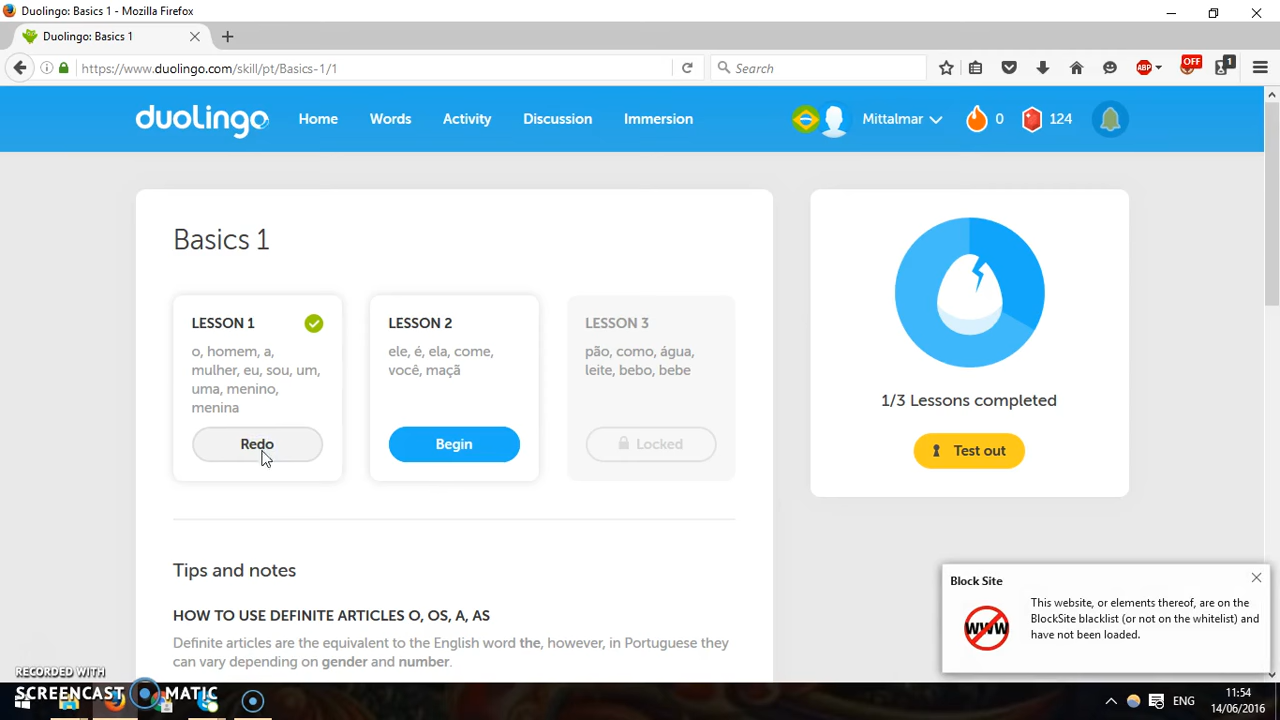 Duolingo: Basics 1 - Mozilla Firefox
Duolingo: Basics 1
https://www.duolingo.com/skill/pt/Basics-1/1
Search
ABP
OFF
1
duolingo
Home
Words
Activity
Discussion
Immersion
Mittalmar
0
124
Basics 1
LESSON 1
o, homem, a,
mulher, eu, sou, um,
uma, menino,
menina
Redo
LESSON 2
ele, é, ela, come,
você, maçã
Begin
LESSON 3
pão, como, água,
leite, bebo, bebe
Locked
1/3 Lessons completed
Test out
Tips and notes
HOW TO USE DEFINITE ARTICLES O, OS, A, AS
Definite articles are the equivalent to the English word the, however, in Portuguese they
can vary depending on gender and number.
Block Site
WWW
This website, or elements thereof, are on the
BlockSite blacklist (or not on the whitelist) and
have not been loaded.
RECORDED WITH
SCREENCAST MATIC
ENG
11:54
14/06/2016